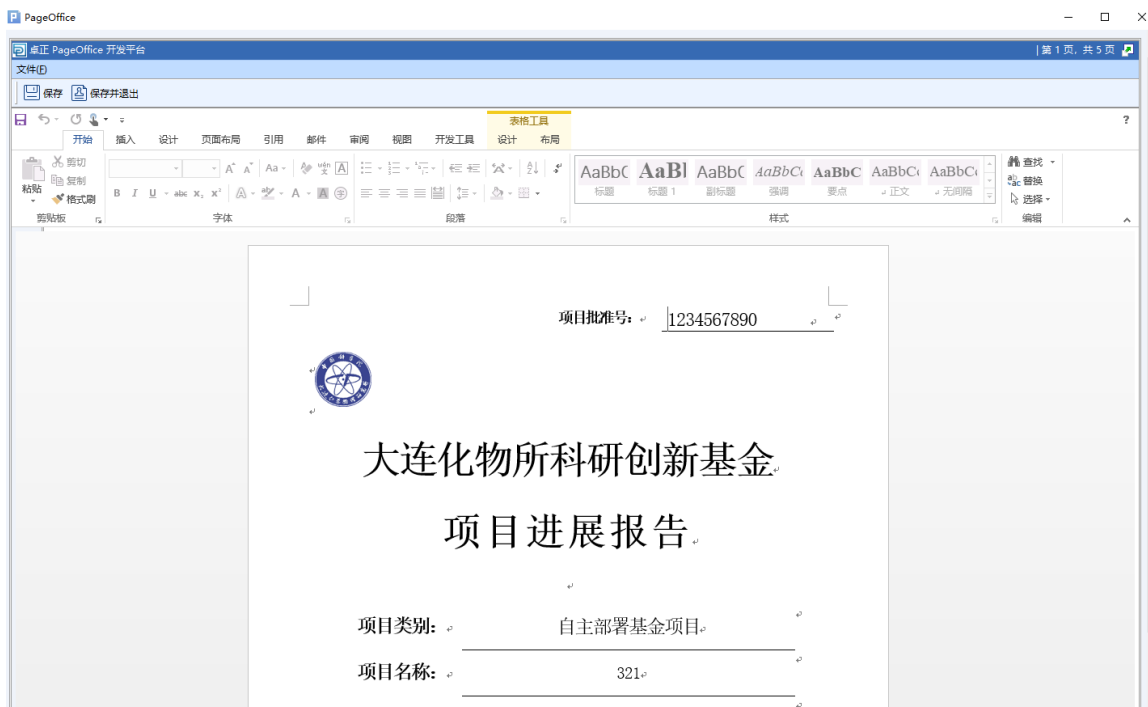 PageOffice
卓正 PageOffice 开发平台
| 第 1 页, 共 5 页
文件(F)
保存 保存并退出
表格工具
?
开始 插入 设计 页面布局 引用 邮件 审阅 视图 开发工具 设计 布局
粘贴
剪切
复制
格式刷
剪贴板
Aa
B I U abc X₂ X²
A A A
字体
段落
AaBbC AaBl AaBbC AaBbCc AaBbC AaBbCc AaBbCc
标题 标题 1 副标题 强调 要点 正文 无间隔
样式
查找
替换
选择
编辑
项目批准号: 1234567890
大连化物所科研创新基金
项目进展报告
项目类别: 自主部署基金项目
项目名称: 321